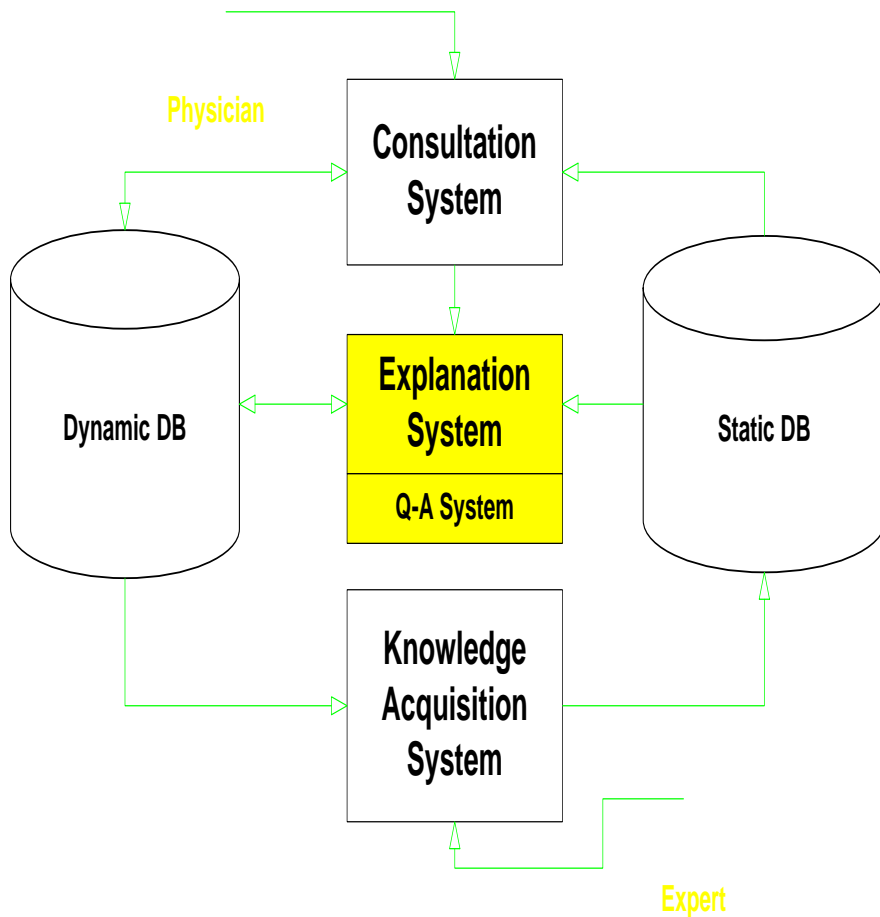 Physician
Consultation
System
Explanation
System
Dynamic DB
Static DB
Q-A System
Knowledge
Acquisition
System
Expert